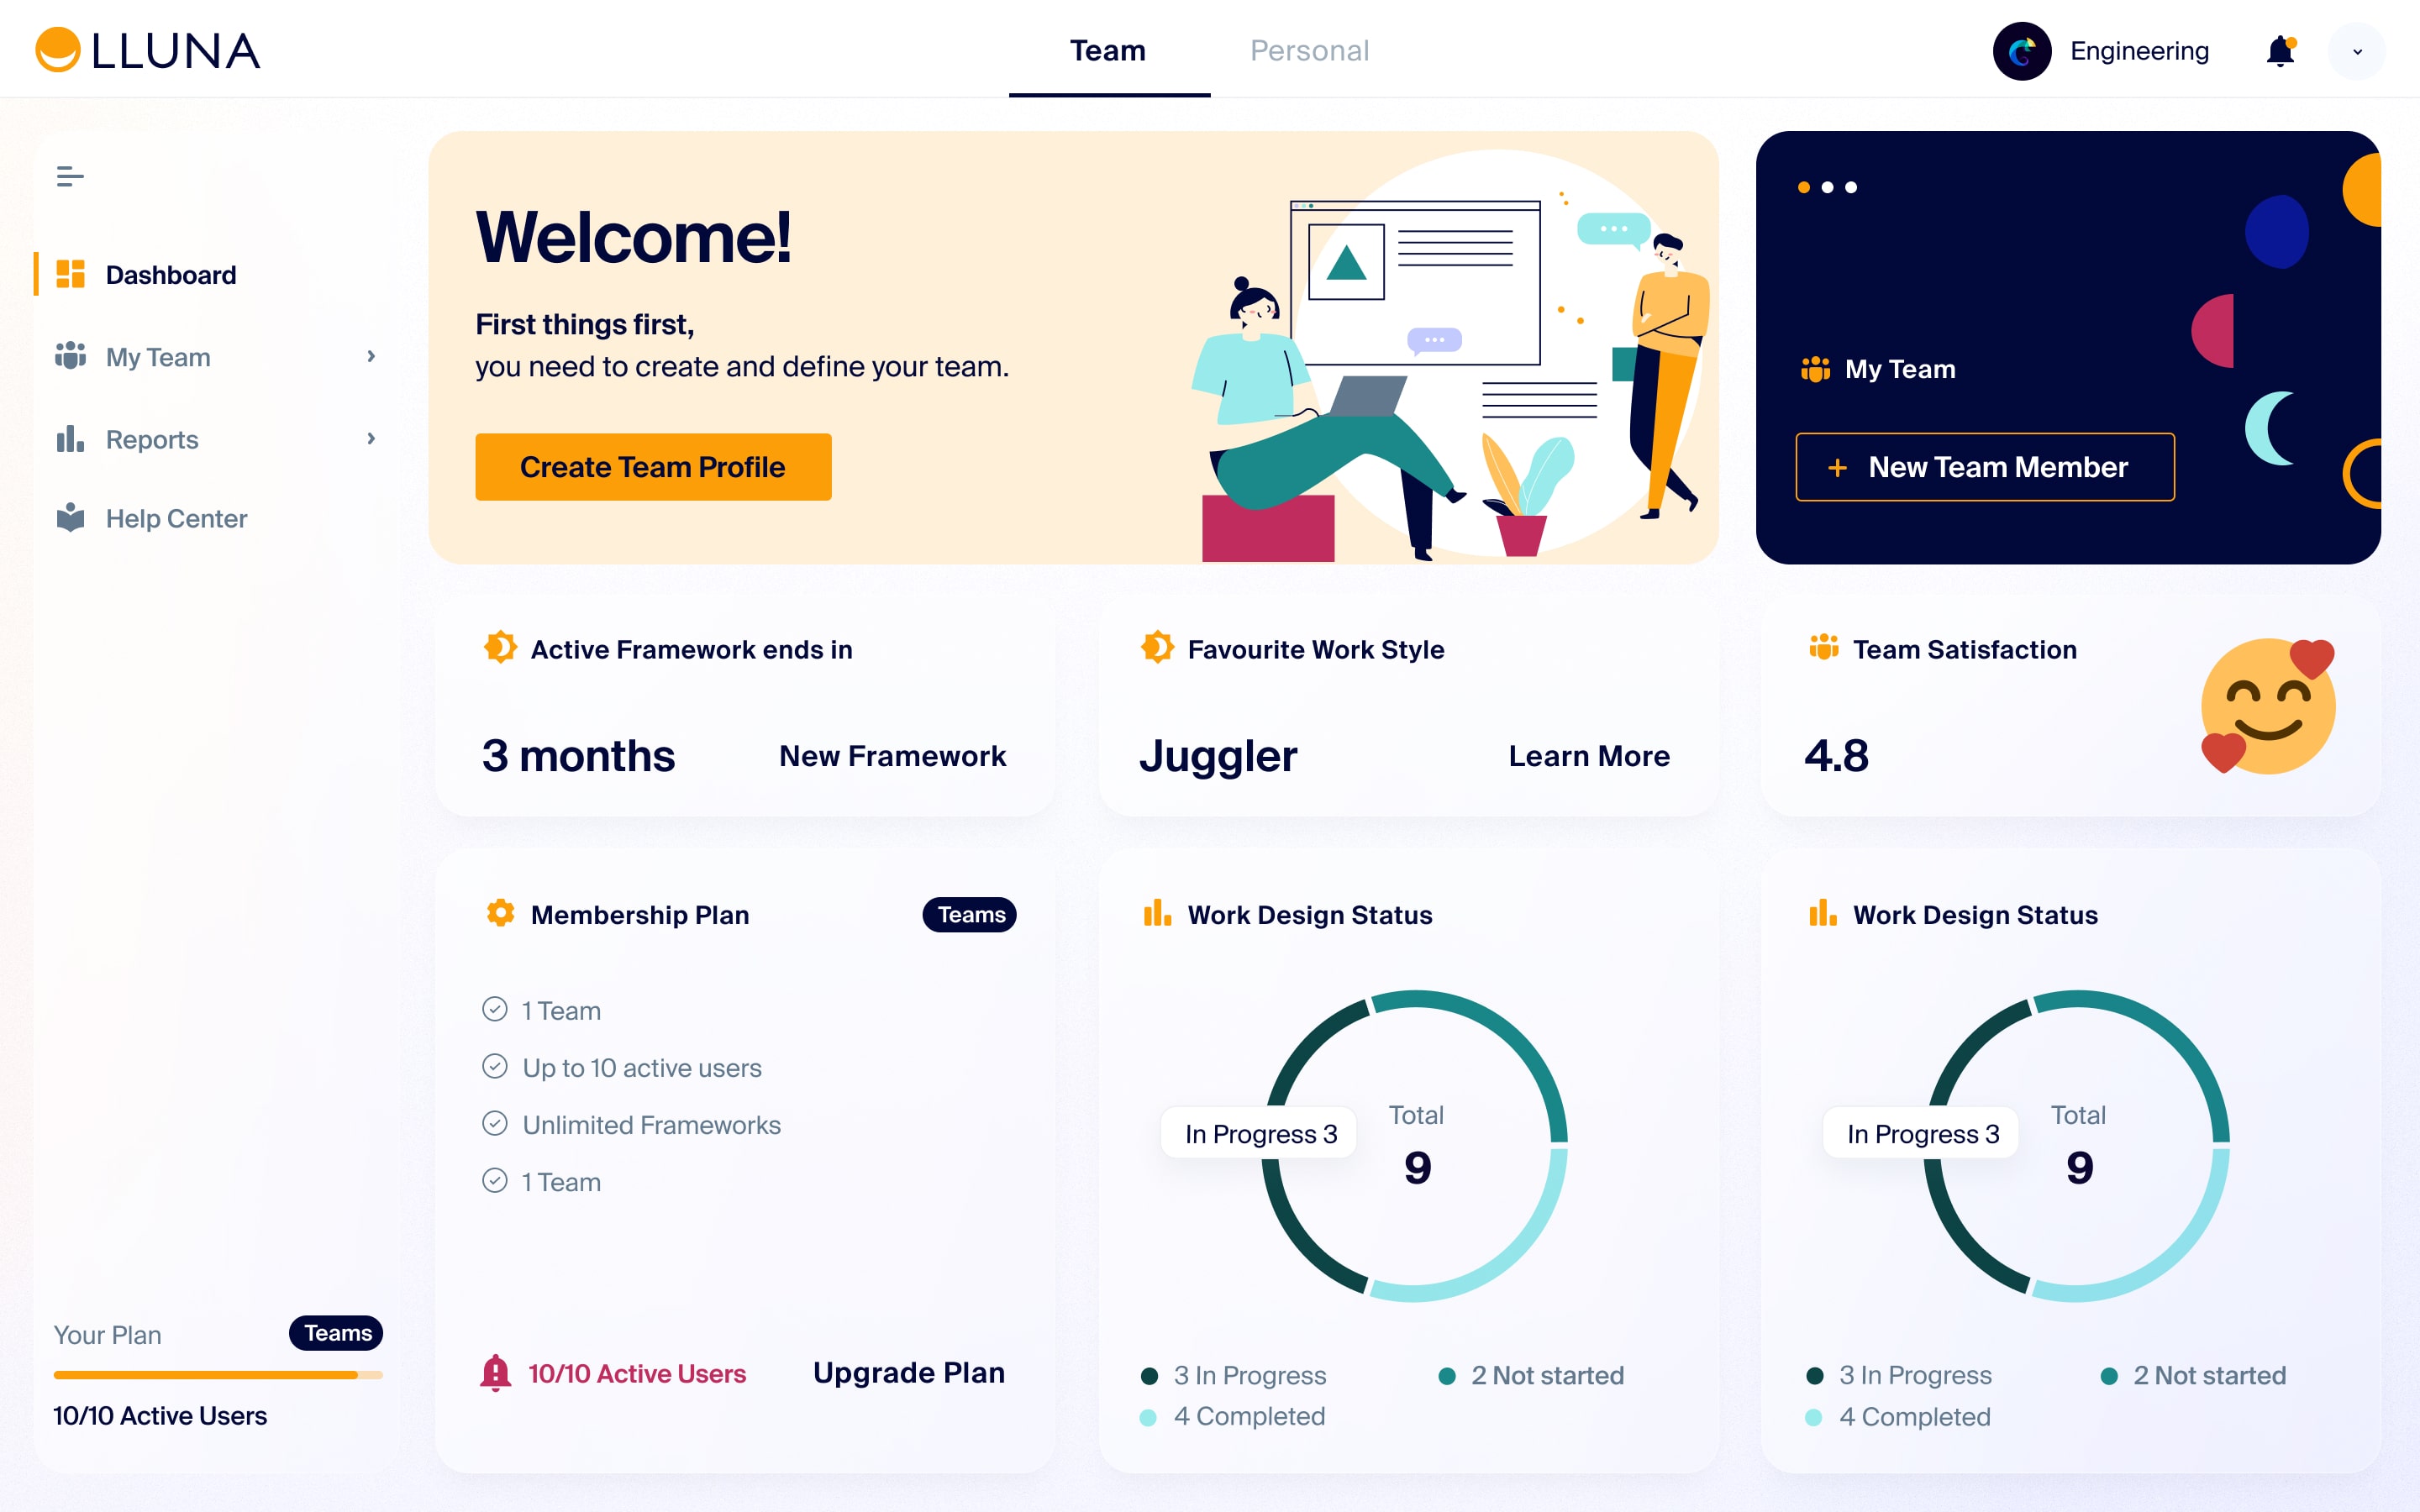 LLUNA
Team
Personal
Engineering
Dashboard
My Team
Reports
Help Center
Your Plan
Teams
10/10 Active Users
Welcome!
First things first,
you need to create and define your team.
Create Team Profile
My Team
+ New Team Member
Active Framework ends in
3 months
New Framework
Favourite Work Style
Juggler
Learn More
Team Satisfaction
4.8
Membership Plan
Teams
1 Team
Up to 10 active users
Unlimited Frameworks
1 Team
10/10 Active Users
Upgrade Plan
Work Design Status
In Progress 3
Total
9
3 In Progress
2 Not started
4 Completed
Work Design Status
In Progress 3
Total
9
3 In Progress
2 Not started
4 Completed